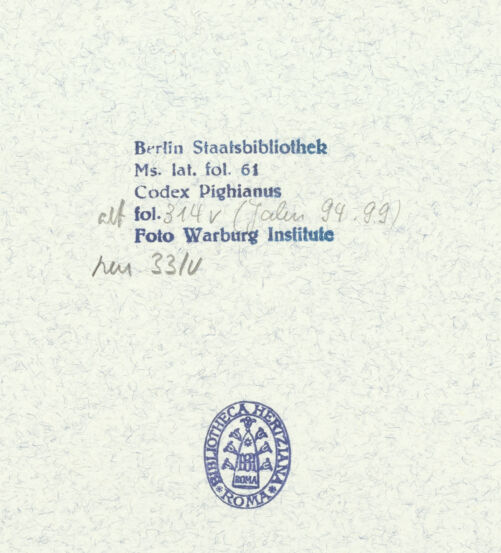 Berlin Staatsbibliothek
Ms. lat. fol. 61
Codex Pighianus
alt fol. 314v (Jahn 94.99)
Foto Warburg Institute
neu 331v
BIBLIOTHECA HERTZIANA
ROMA
* ROMA *